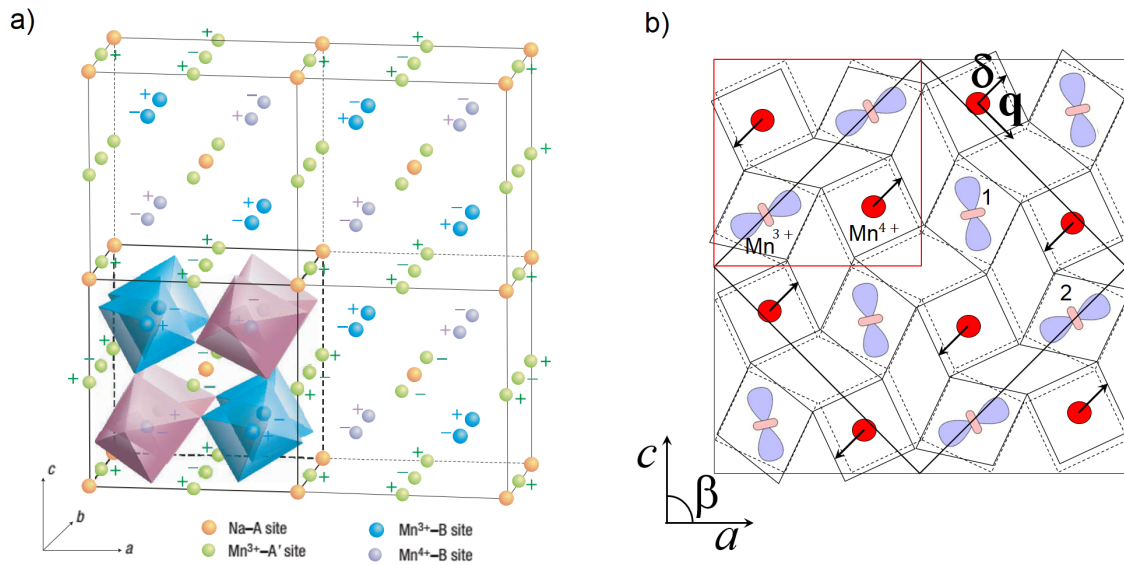 a)
b)
δ
q
1
Mn³⁺
Mn⁴⁺
2
c
b
a
Na–A site
Mn³⁺–A′ site
Mn³⁺–B site
Mn⁴⁺–B site
c
β
a